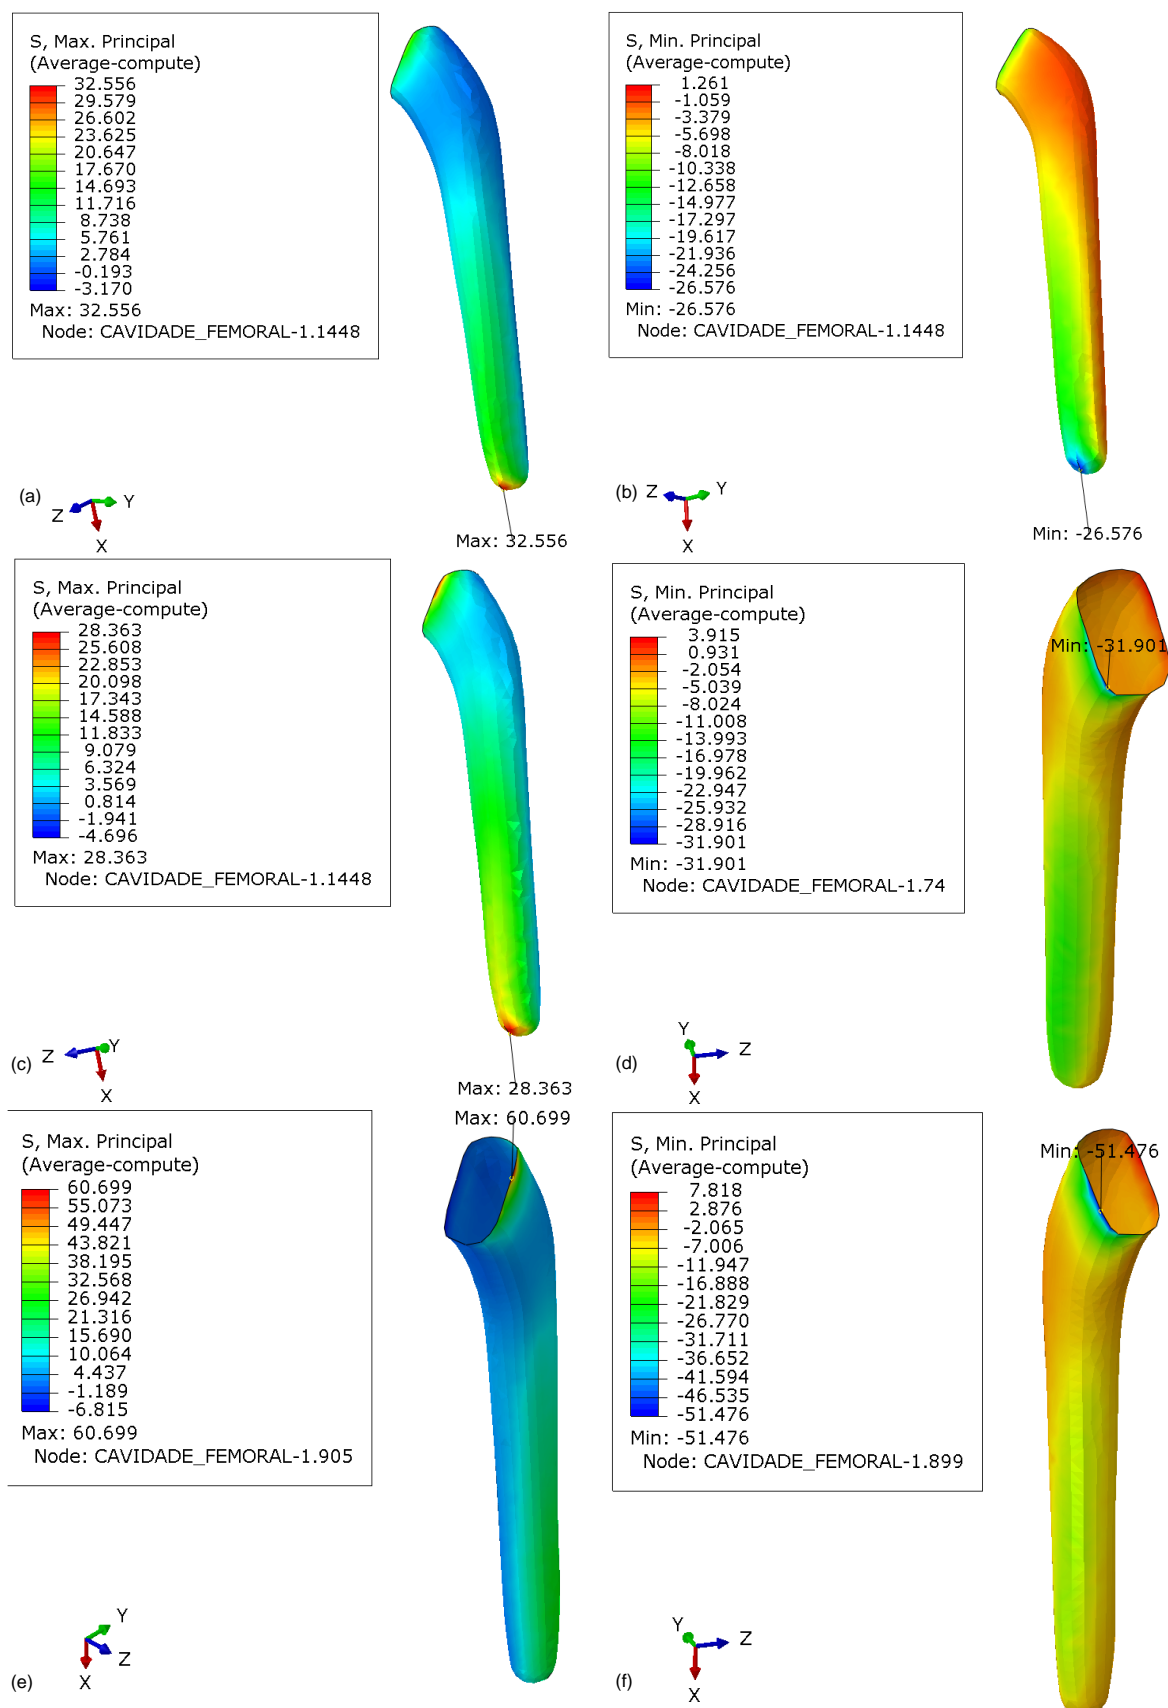 S, Max. Principal
(Average-compute)
32.556
29.579
26.602
23.625
20.647
17.670
14.693
11.716
8.738
5.761
2.784
-0.193
-3.170
Max: 32.556
Node: CAVIDADE_FEMORAL-1.1448
(a)
Z
Y
X
Max: 32.556
S, Min. Principal
(Average-compute)
1.261
-1.059
-3.379
-5.698
-8.018
-10.338
-12.658
-14.977
-17.297
-19.617
-21.936
-24.256
-26.576
Min: -26.576
Node: CAVIDADE_FEMORAL-1.1448
(b)
Z
Y
X
Min: -26.576
S, Max. Principal
(Average-compute)
28.363
25.608
22.853
20.098
17.343
14.588
11.833
9.079
6.324
3.569
0.814
-1.941
-4.696
Max: 28.363
Node: CAVIDADE_FEMORAL-1.1448
(c)
Z
Y
X
Max: 28.363
S, Min. Principal
(Average-compute)
3.915
0.931
-2.054
-5.039
-8.024
-11.008
-13.993
-16.978
-19.962
-22.947
-25.932
-28.916
-31.901
Min: -31.901
Node: CAVIDADE_FEMORAL-1.74
Min: -31.901
(d)
Y
Z
X
Max: 60.699
S, Max. Principal
(Average-compute)
60.699
55.073
49.447
43.821
38.195
32.568
26.942
21.316
15.690
10.064
4.437
-1.189
-6.815
Max: 60.699
Node: CAVIDADE_FEMORAL-1.905
(e)
Y
Z
X
S, Min. Principal
(Average-compute)
7.818
2.876
-2.065
-7.006
-11.947
-16.888
-21.829
-26.770
-31.711
-36.652
-41.594
-46.535
-51.476
Min: -51.476
Node: CAVIDADE_FEMORAL-1.899
Min: -51.476
(f)
Y
Z
X